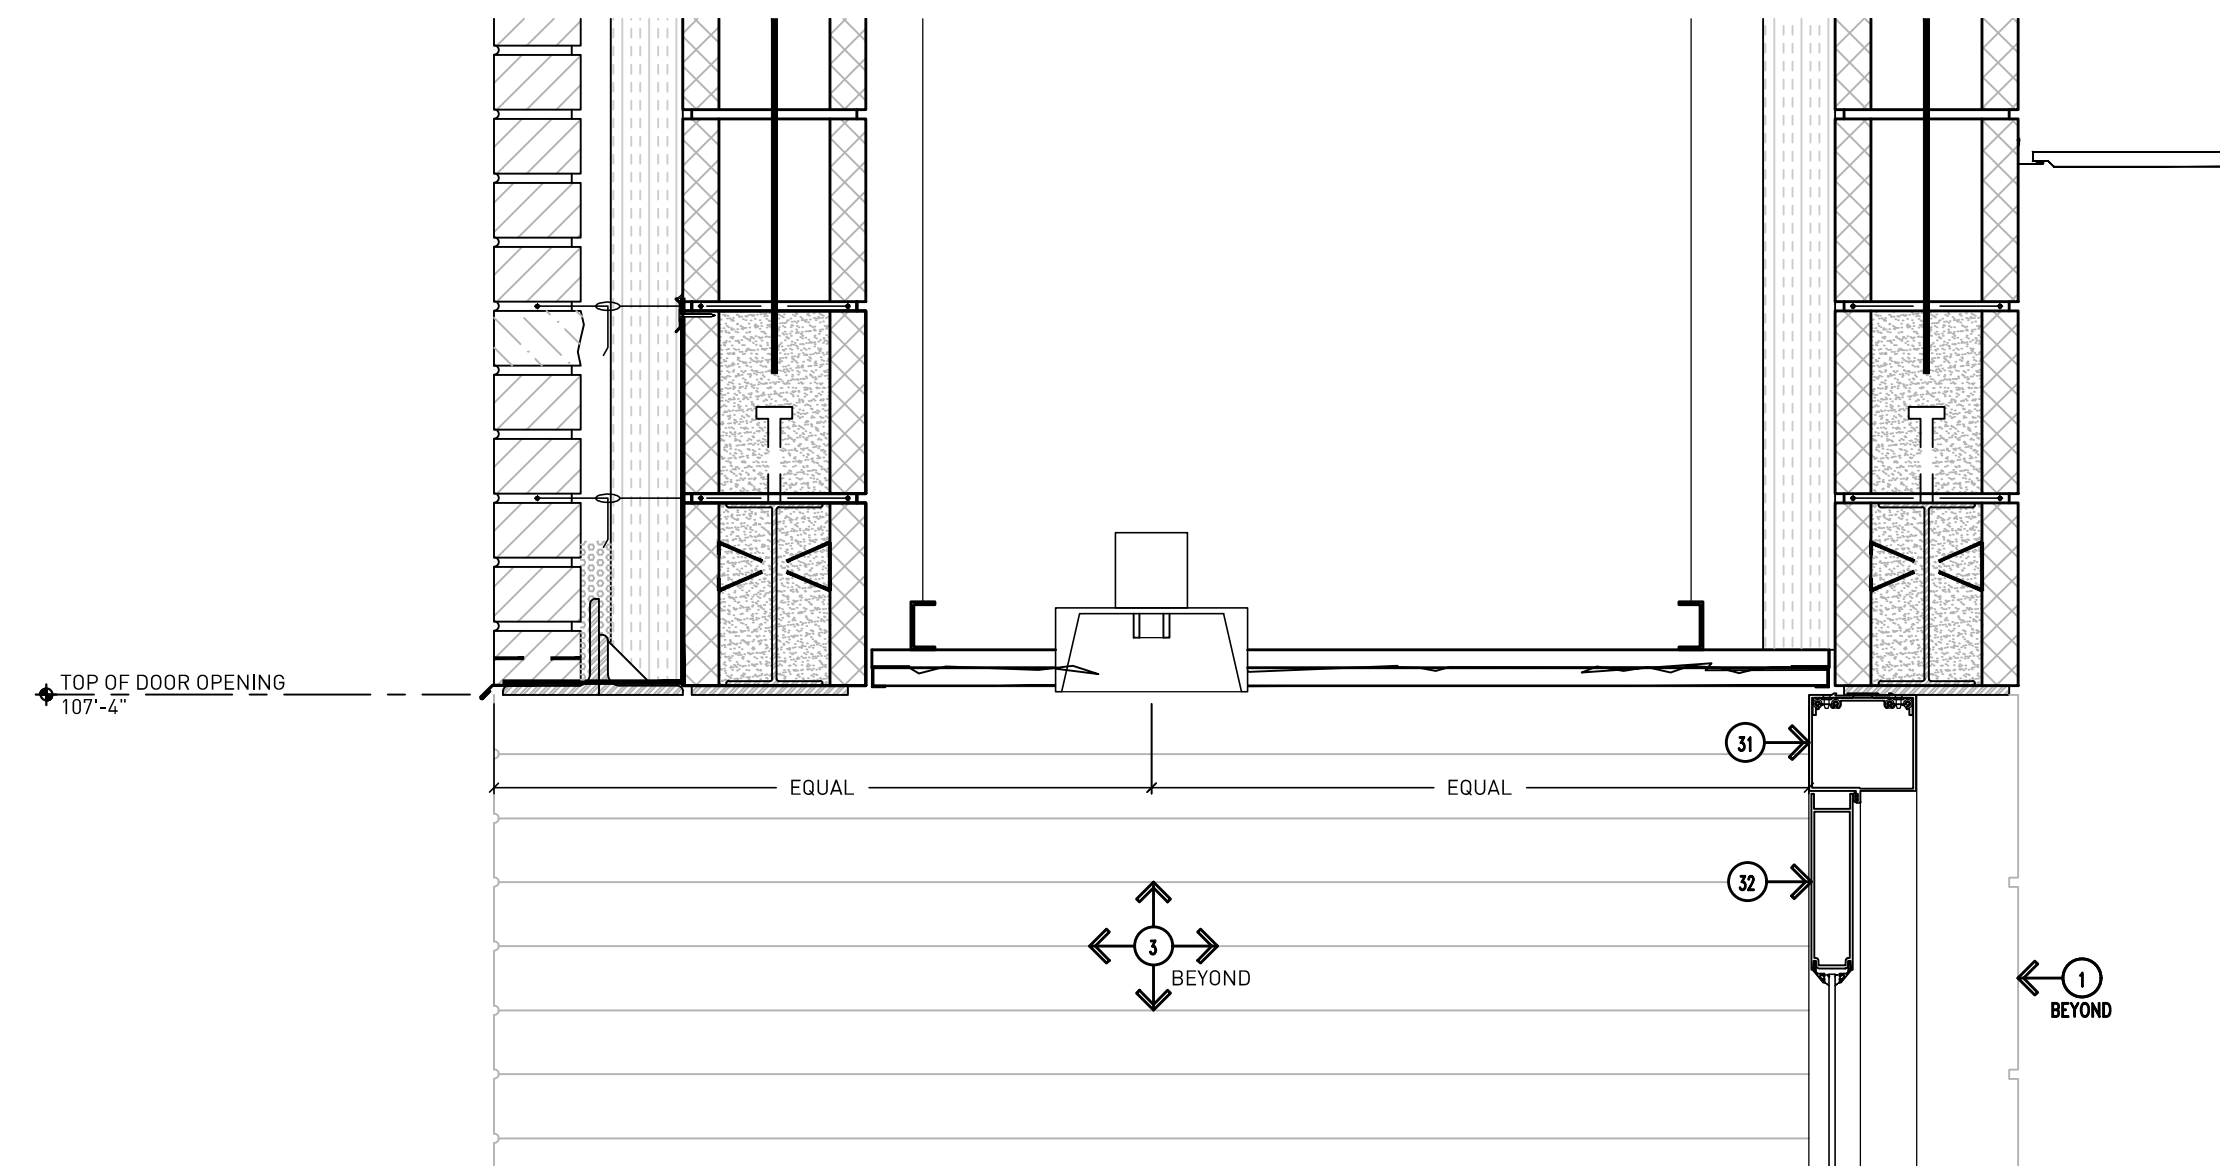 TOP OF DOOR OPENING
107'-4"
31
EQUAL
EQUAL
32
3
BEYOND
1
BEYOND